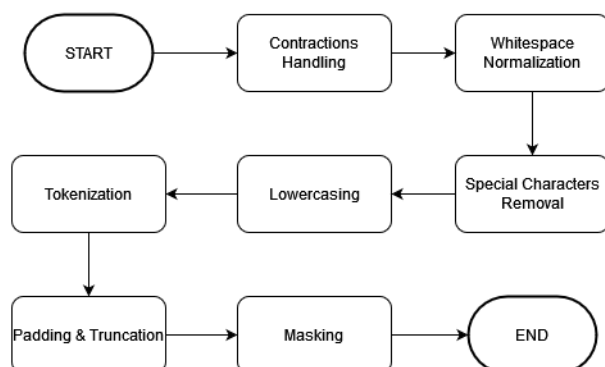 START
Contractions
Handling
Whitespace
Normalization
Special Characters
Removal
Lowercasing
Tokenization
Padding & Truncation
Masking
END